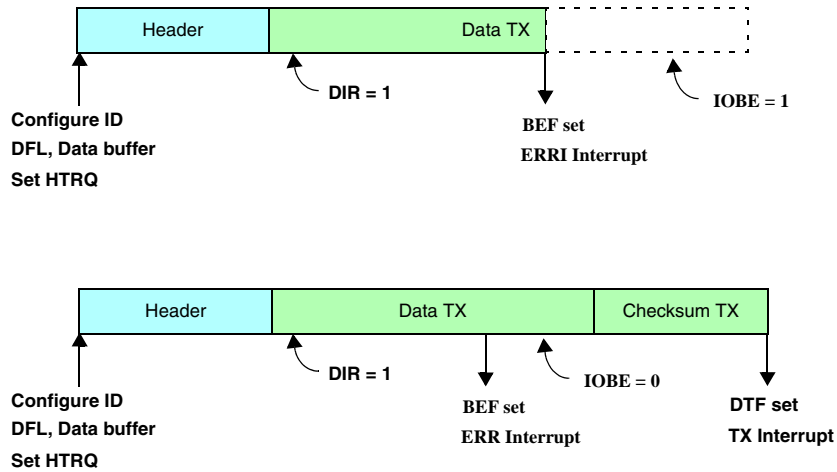 Header
Data TX
DIR = 1
IOBE = 1
Configure ID
DFL, Data buffer
Set HTRQ
BEF set
ERRI Interrupt
Header
Data TX
Checksum TX
DIR = 1
IOBE = 0
Configure ID
DFL, Data buffer
Set HTRQ
BEF set
ERR Interrupt
DTF set
TX Interrupt